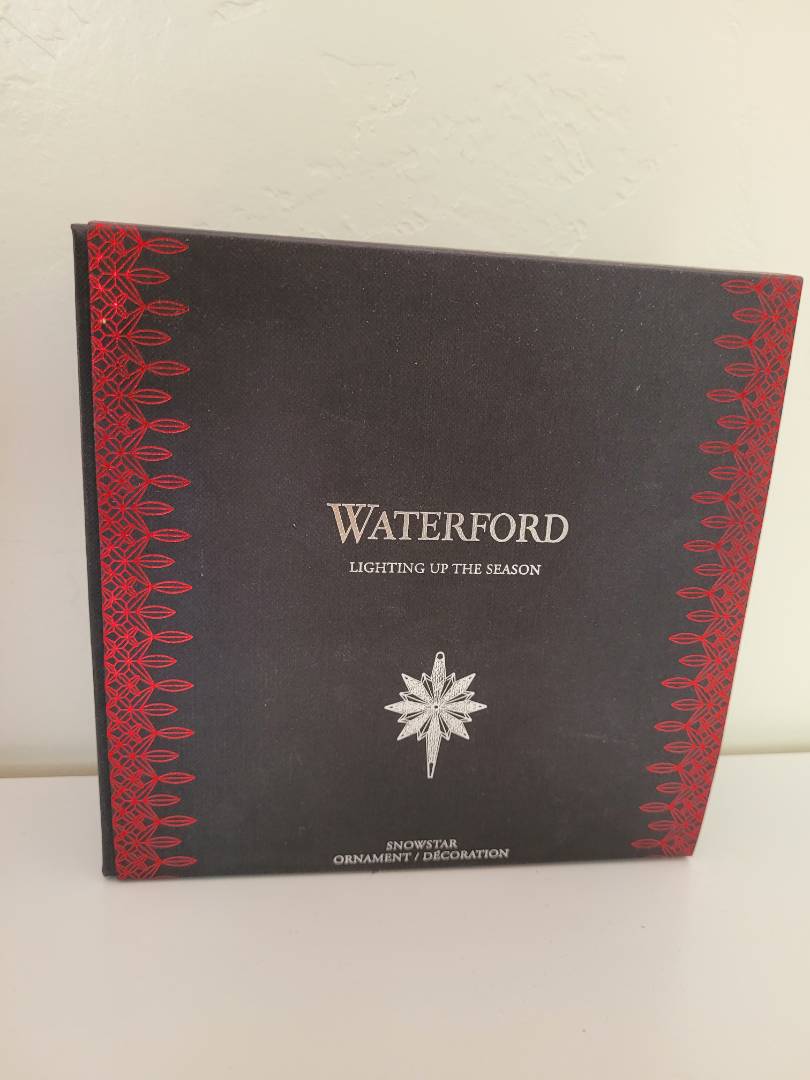 WATERFORD
LIGHTING UP THE SEASON
SNOWSTAR
ORNAMENT / DÉCORATION